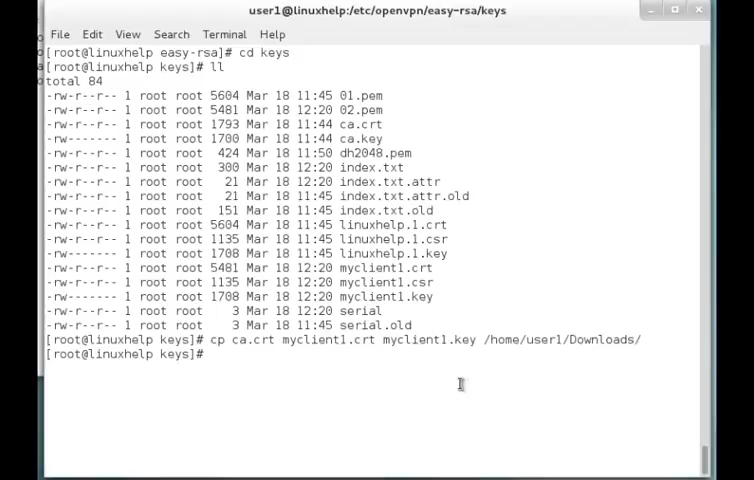 user1@linuxhelp:/etc/openvpn/easy-rsa/keys
File Edit View Search Terminal Help
[root@linuxhelp easy-rsa]# cd keys
[root@linuxhelp keys]# ll
total 84
-rw-r--r-- 1 root root 5604 Mar 18 11:45 01.pem
-rw-r--r-- 1 root root 5481 Mar 18 12:20 02.pem
-rw-r--r-- 1 root root 1793 Mar 18 11:44 ca.crt
-rw------- 1 root root 1700 Mar 18 11:44 ca.key
-rw-r--r-- 1 root root 424 Mar 18 11:50 dh2048.pem
-rw-r--r-- 1 root root 300 Mar 18 12:20 index.txt
-rw-r--r-- 1 root root 21 Mar 18 12:20 index.txt.attr
-rw-r--r-- 1 root root 21 Mar 18 11:45 index.txt.attr.old
-rw-r--r-- 1 root root 151 Mar 18 11:45 index.txt.old
-rw-r--r-- 1 root root 5604 Mar 18 11:45 linuxhelp.1.crt
-rw-r--r-- 1 root root 1135 Mar 18 11:45 linuxhelp.1.csr
-rw------- 1 root root 1708 Mar 18 11:45 linuxhelp.1.key
-rw-r--r-- 1 root root 5481 Mar 18 12:20 myclient1.crt
-rw-r--r-- 1 root root 1135 Mar 18 12:20 myclient1.csr
-rw------- 1 root root 1708 Mar 18 12:20 myclient1.key
-rw-r--r-- 1 root root 3 Mar 18 12:20 serial
-rw-r--r-- 1 root root 3 Mar 18 11:45 serial.old
[root@linuxhelp keys]# cp ca.crt myclient1.crt myclient1.key /home/user1/Downloads/
[root@linuxhelp keys]#